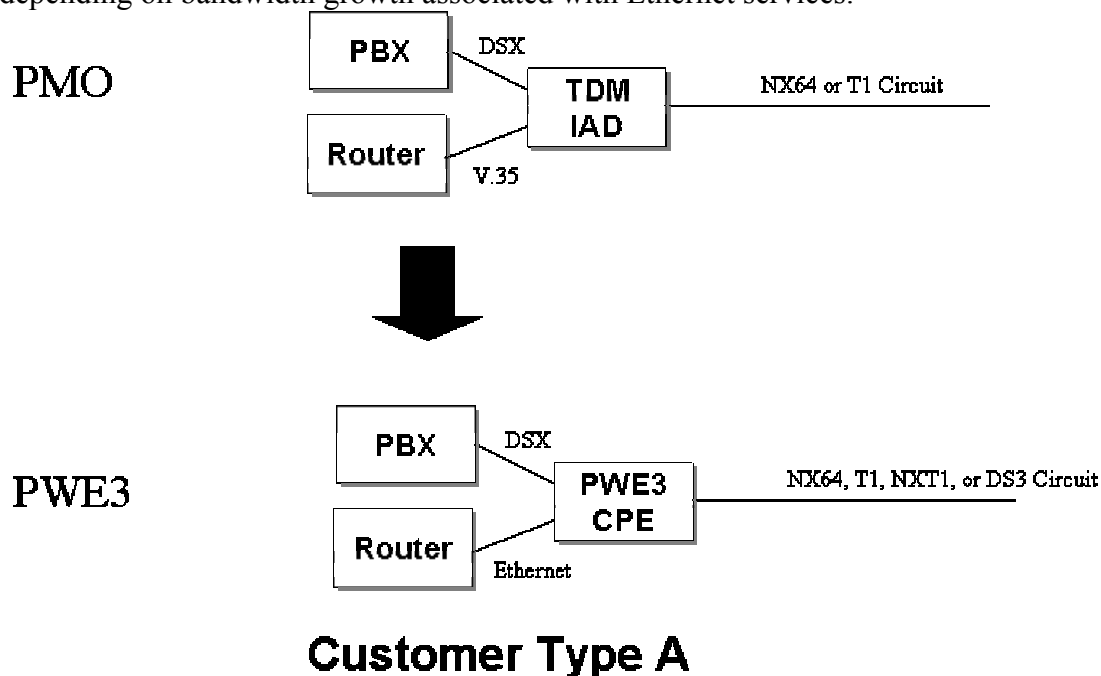 depending on bandwidth growth associated with Ethernet services.
PMO
PBX
DSX
TDM
IAD
NX64 or T1 Circuit
Router
V.35
PWE3
PBX
DSX
PWE3
CPE
NX64, T1, NXT1, or DS3 Circuit
Router
Ethernet
Customer Type A